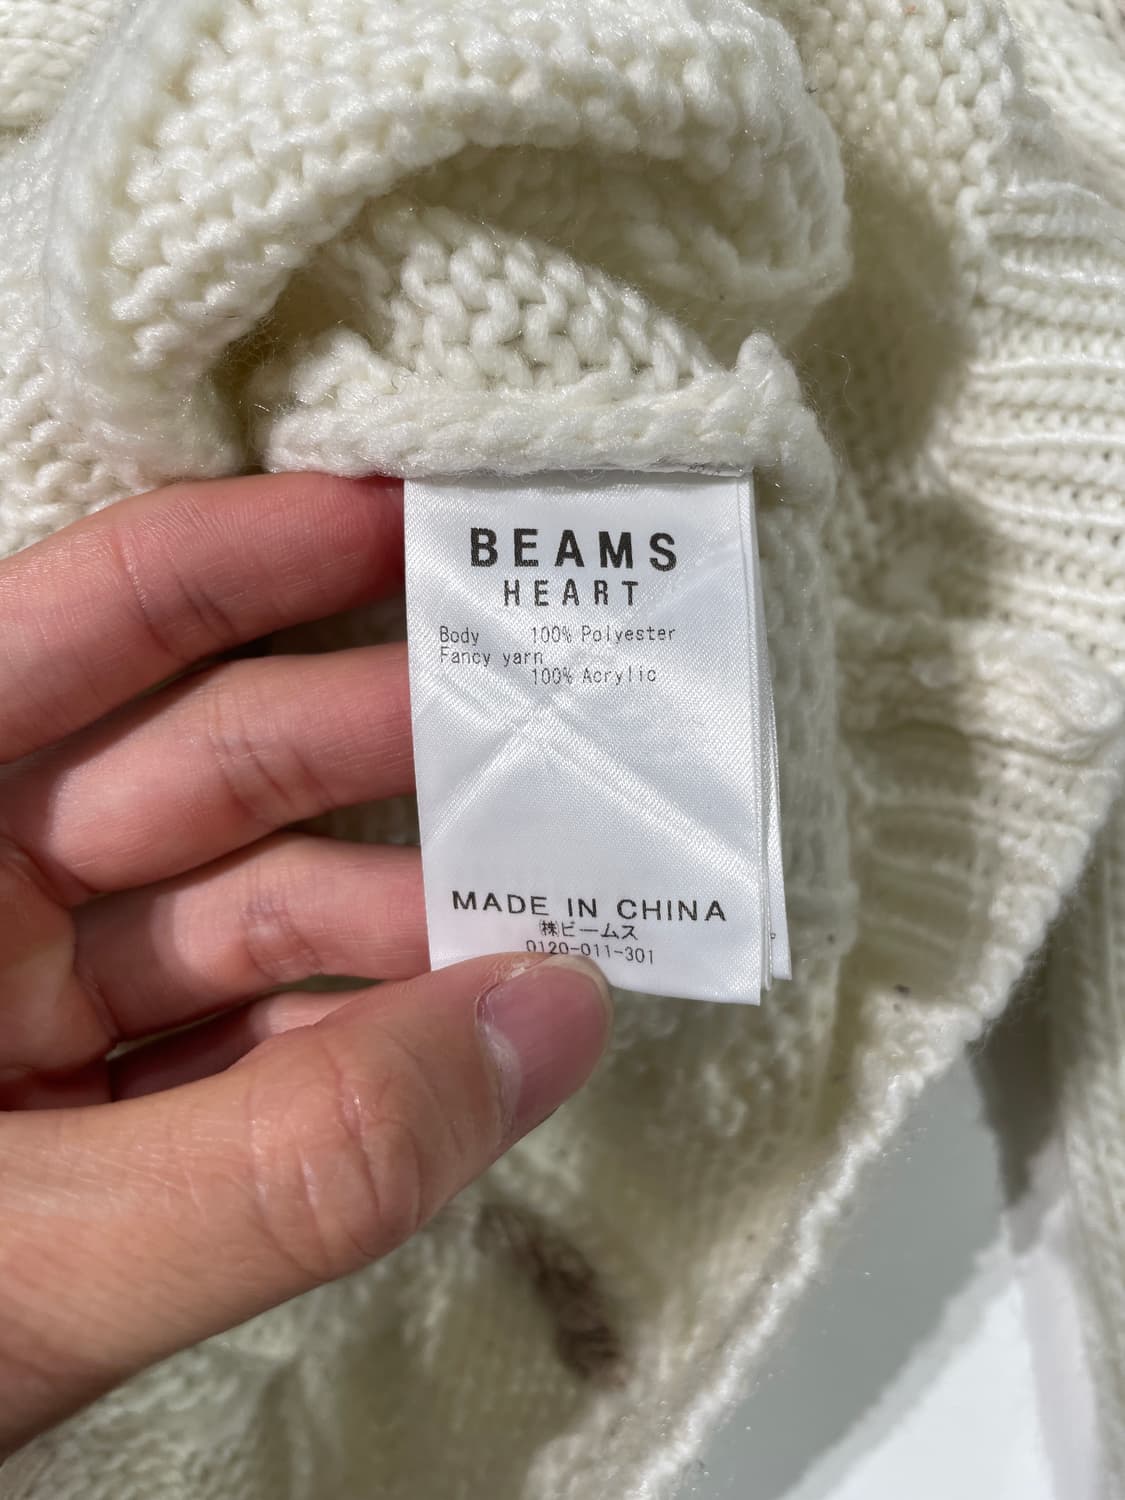 BEAMS
HEART
Body 100% Polyester
Fancy yarn
100% Acrylic
MADE IN CHINA
㈱ビームス
0120-011-301